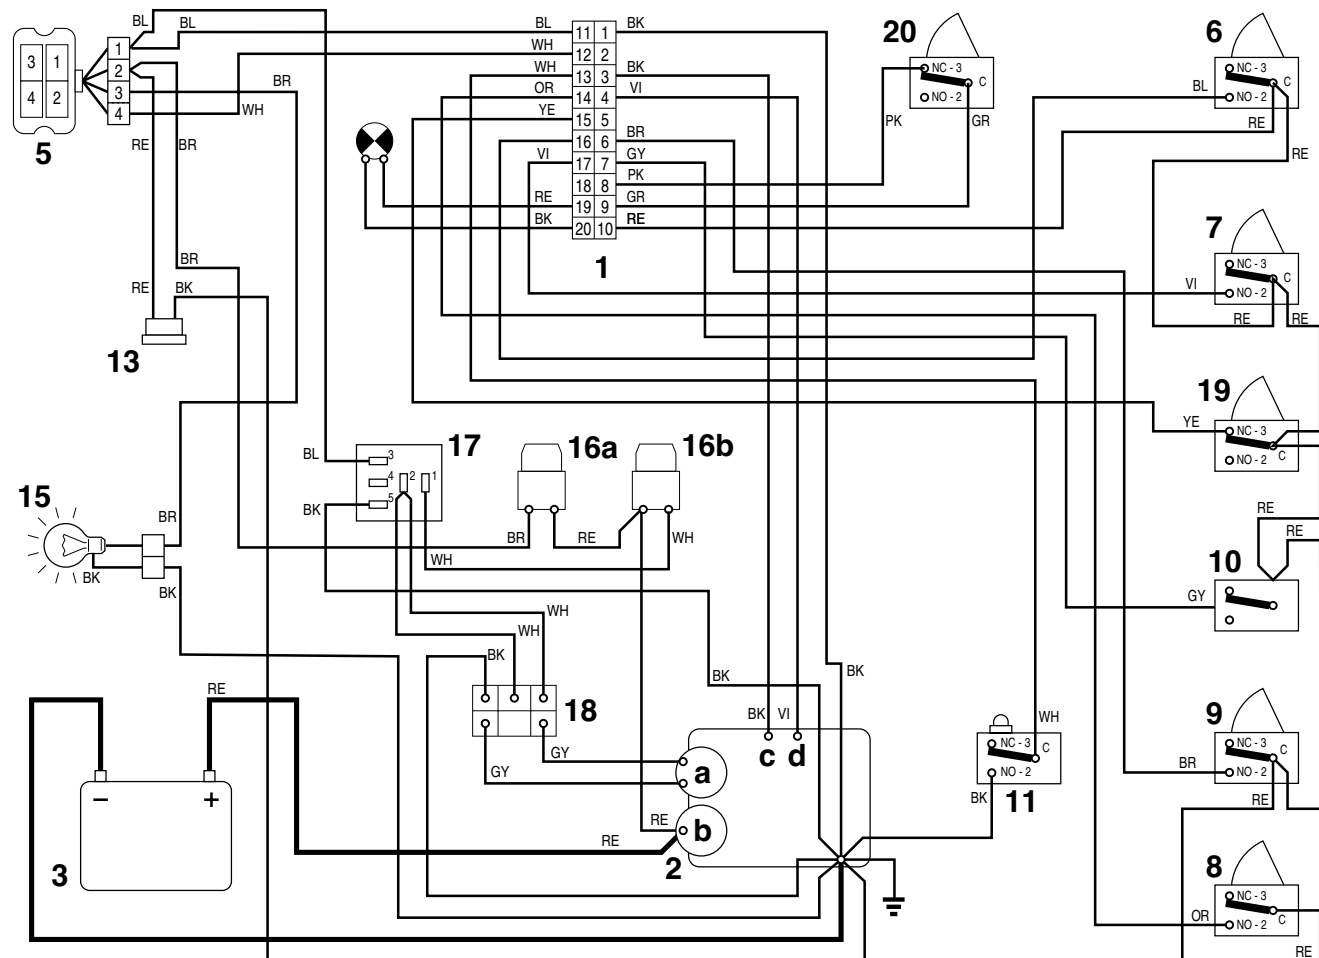 BL
BL
3 1
4 2
5
1
2
3
4
BR
WH
RE
BR
BR
RE
BK
13
BL
WH
WH
OR
YE
VI
RE
BK
11 1
12 2
13 3
14 4
15 5
16 6
17 7
18 8
19 9
20 10
1
BK
BK
VI
BR
GY
PK
GR
RE
20
NC - 3
C
NO - 2
PK
GR
6
NC - 3
C
NO - 2
BL
RE
RE
7
NC - 3
C
NO - 2
VI
RE
RE
19
NC - 3
NO - 2
C
YE
RE
RE
10
GY
15
BR
BK
BK
17
BL
3
4
2
1
5
BK
WH
16a
16b
BR
RE
WH
WH
WH
BK
18
GY
GY
BK
BK
BK
VI
c d
a
b
RE
RE
2
RE
− +
3
WH
NC - 3
C
NO - 2
BK
11
9
NC - 3
C
NO - 2
BR
RE
8
NC - 3
C
NO - 2
OR
RE